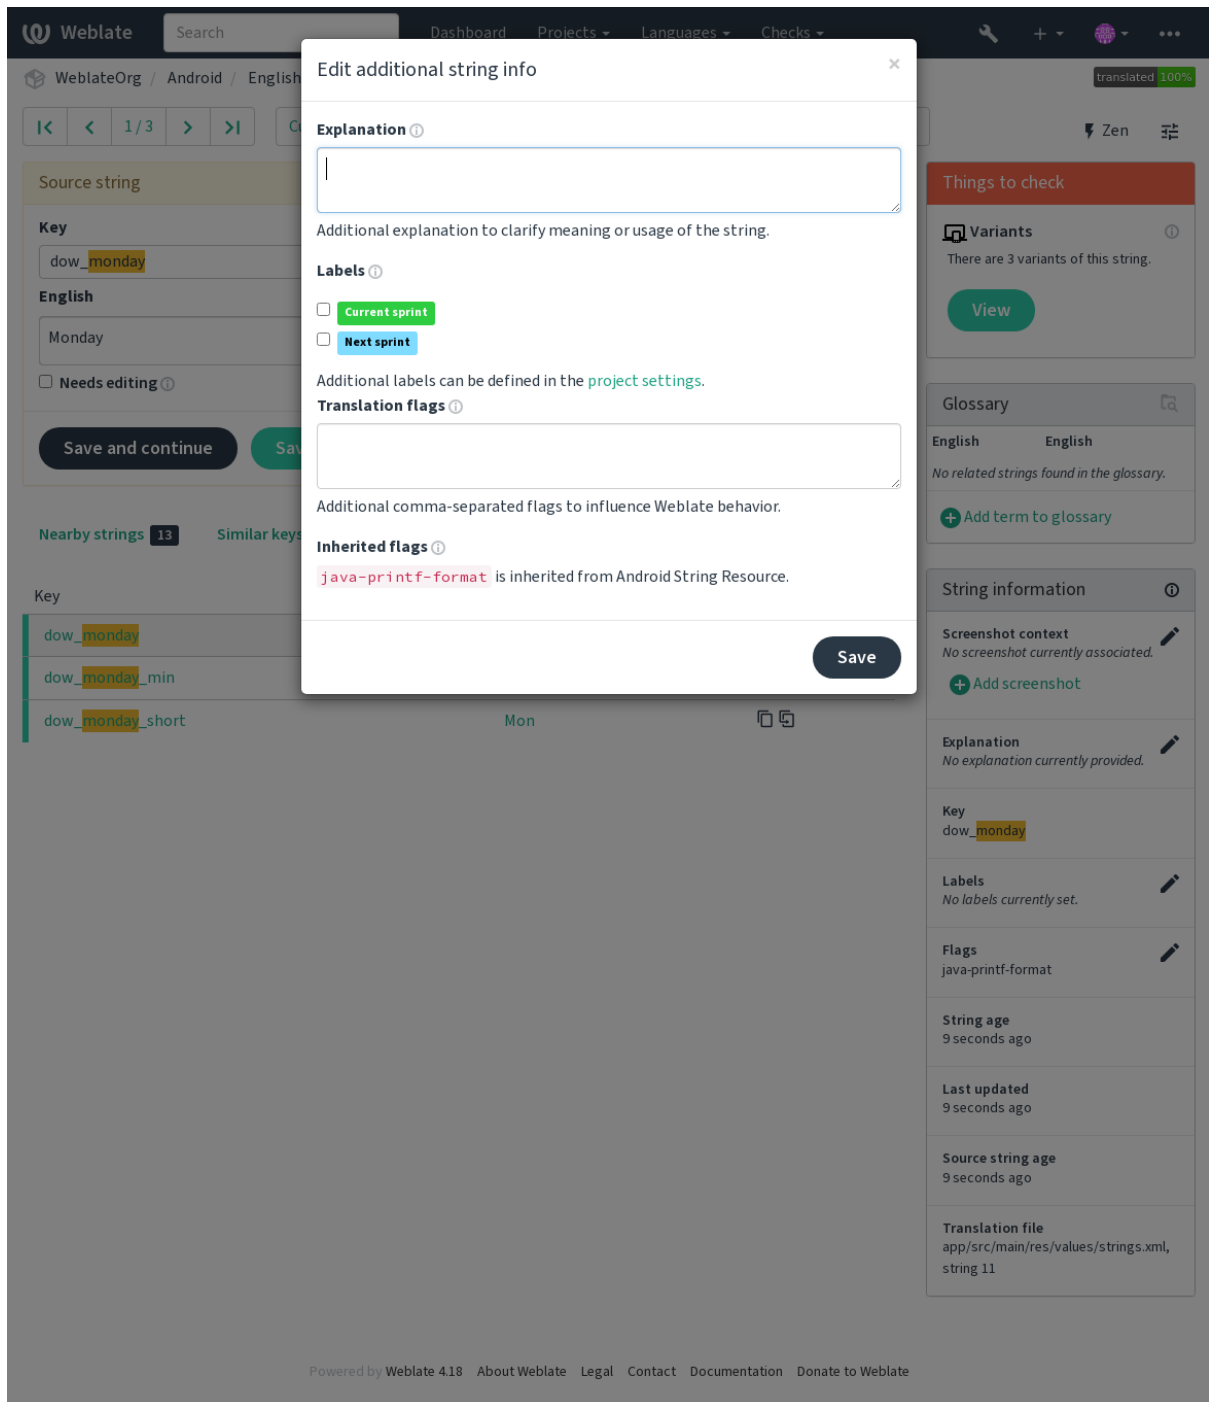 Weblate
Search
Dashboard
Projects
Languages
Checks
WeblateOrg / Android / English
translated 100%
1 / 3
Zen
Edit additional string info
×
Explanation
Additional explanation to clarify meaning or usage of the string.
Labels
Current sprint
Next sprint
Additional labels can be defined in the project settings.
Translation flags
Additional comma-separated flags to influence Weblate behavior.
Inherited flags
java-printf-format is inherited from Android String Resource.
Save
Source string
Key
dow_monday
English
Monday
Needs editing
Save and continue
Nearby strings 13
Similar keys
Key
dow_monday
dow_monday_min
dow_monday_short
Mon
Things to check
Variants
There are 3 variants of this string.
View
Glossary
English English
No related strings found in the glossary.
Add term to glossary
String information
Screenshot context
No screenshot currently associated.
Add screenshot
Explanation
No explanation currently provided.
Key
dow_monday
Labels
No labels currently set.
Flags
java-printf-format
String age
9 seconds ago
Last updated
9 seconds ago
Source string age
9 seconds ago
Translation file
app/src/main/res/values/strings.xml,
string 11
Powered by Weblate 4.18 About Weblate Legal Contact Documentation Donate to Weblate